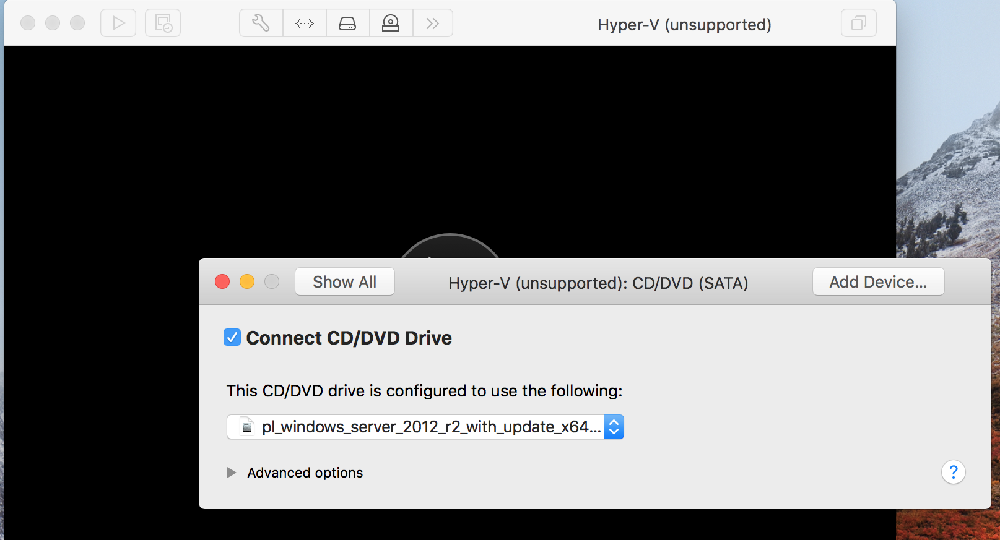 Hyper-V (unsupported)
Show All
Hyper-V (unsupported): CD/DVD (SATA)
Add Device...
Connect CD/DVD Drive
This CD/DVD drive is configured to use the following:
pl_windows_server_2012_r2_with_update_x64...
Advanced options
?